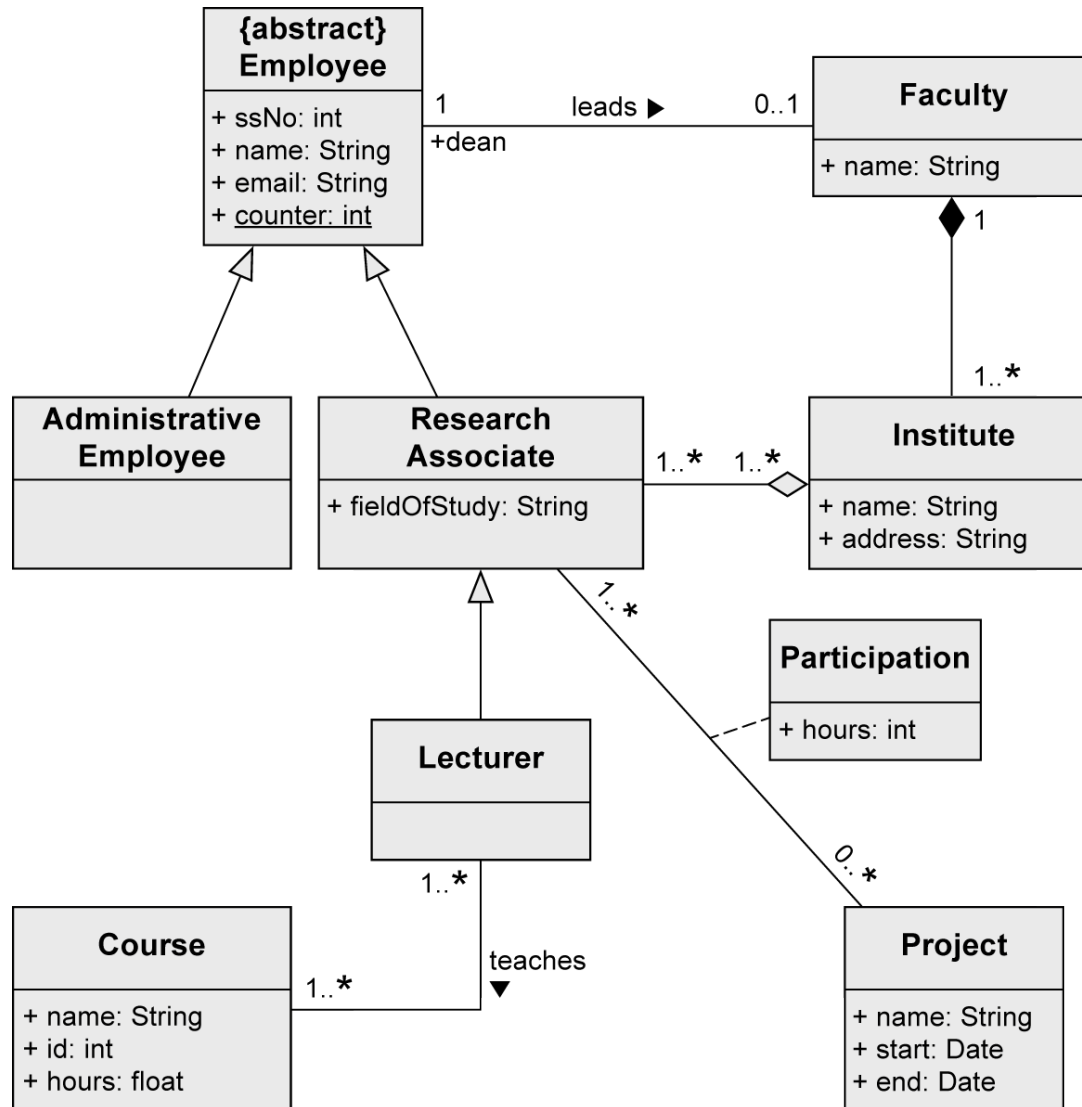 {abstract}
Employee
+ ssNo: int
+ name: String
+ email: String
+ counter: int
1
+dean
leads ▶
0..1
Faculty
+ name: String
1
1..*
Administrative
Employee
Research
Associate
+ fieldOfStudy: String
1..*
1..*
Institute
+ name: String
+ address: String
1..*
Participation
+ hours: int
0..*
Lecturer
1..*
teaches
▼
1..*
Course
+ name: String
+ id: int
+ hours: float
Project
+ name: String
+ start: Date
+ end: Date